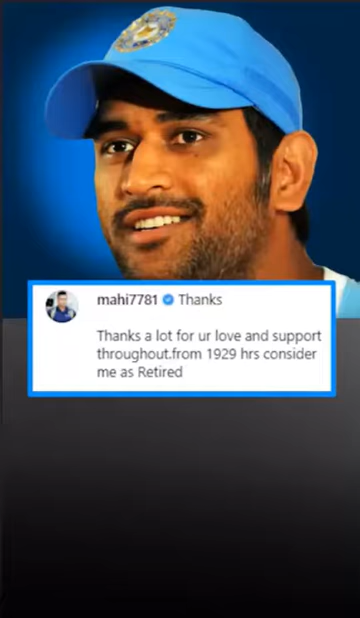 mahi7781 Thanks
Thanks a lot for ur love and support
throughout.from 1929 hrs consider
me as Retired